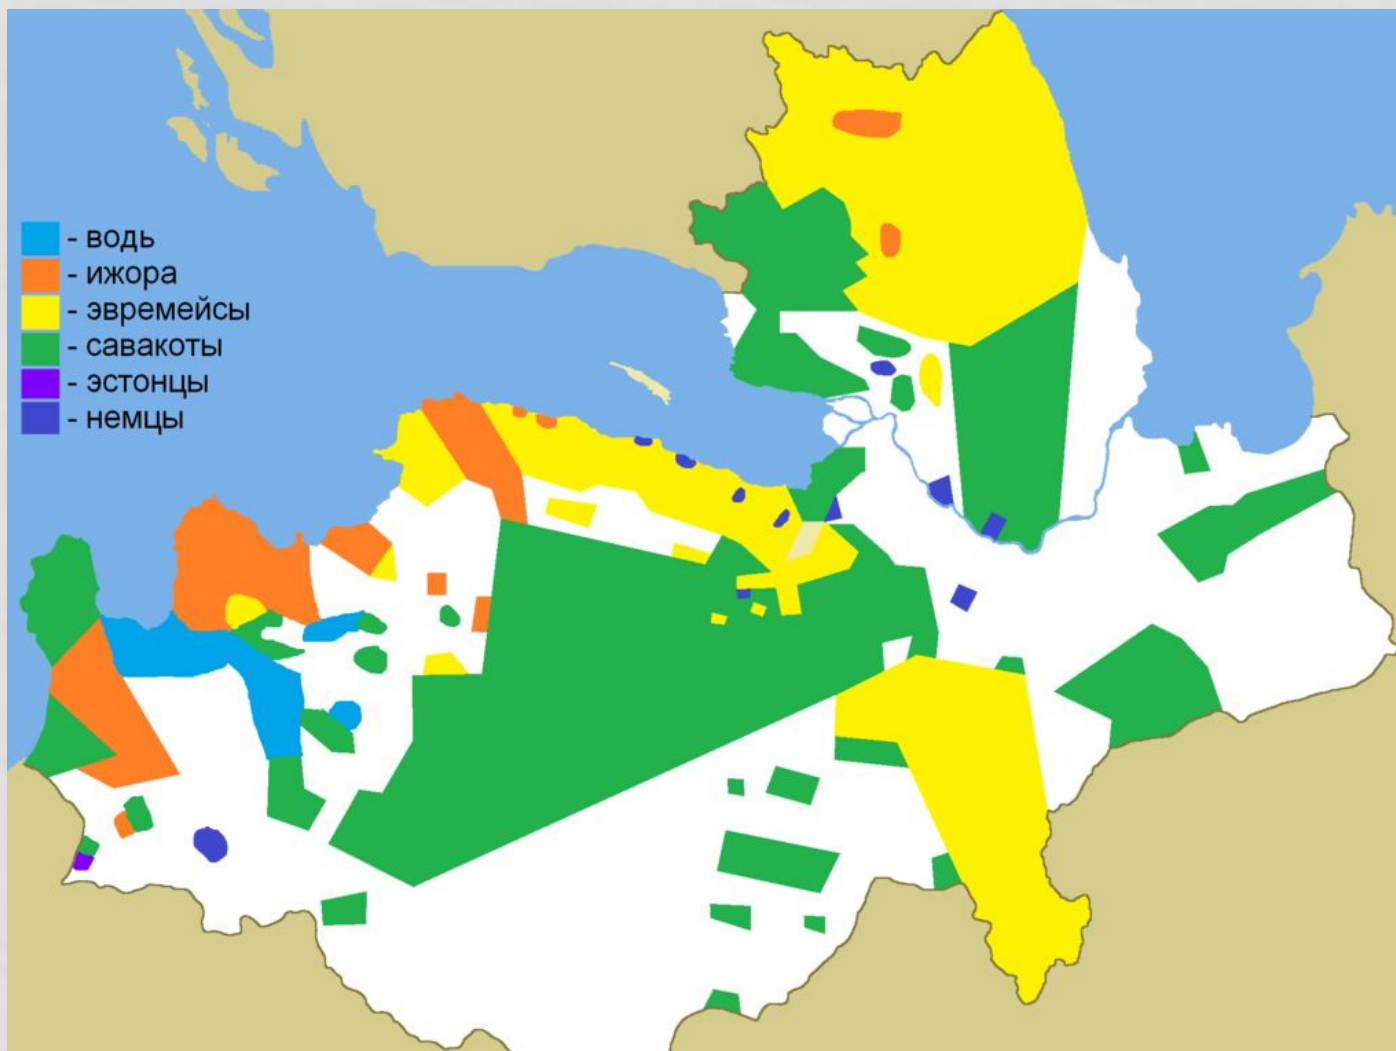 - водь
- ижора
- эвремейсы
- савакоты
- эстонцы
- немцы